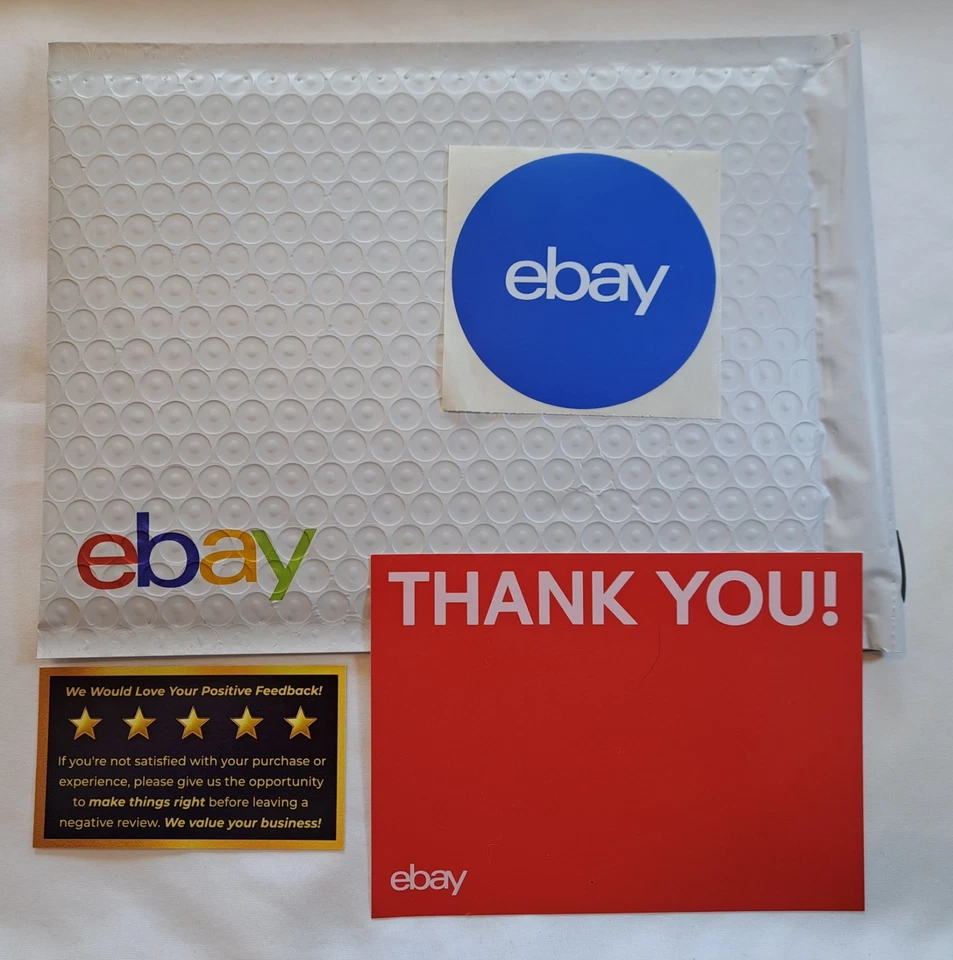 ebay
ebay
THANK YOU!
ebay
We Would Love Your Positive Feedback!
If you're not satisfied with your purchase or
experience, please give us the opportunity
to make things right before leaving a
negative review. We value your business!